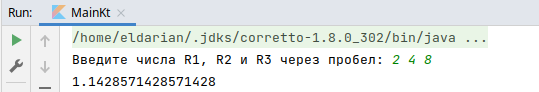 Run: MainKt
/home/eldarian/.jdks/corretto-1.8.0_302/bin/java ...
Введите числа R1, R2 и R3 через пробел: 2 4 8
1.1428571428571428